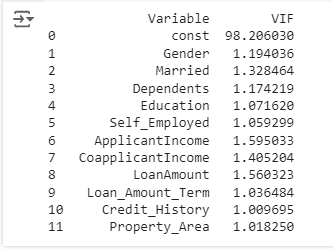 Variable VIF
0 const 98.206030
1 Gender 1.194036
2 Married 1.328464
3 Dependents 1.174219
4 Education 1.071620
5 Self_Employed 1.059299
6 ApplicantIncome 1.595033
7 CoapplicantIncome 1.405204
8 LoanAmount 1.560323
9 Loan_Amount_Term 1.036484
10 Credit_History 1.009695
11 Property_Area 1.018250